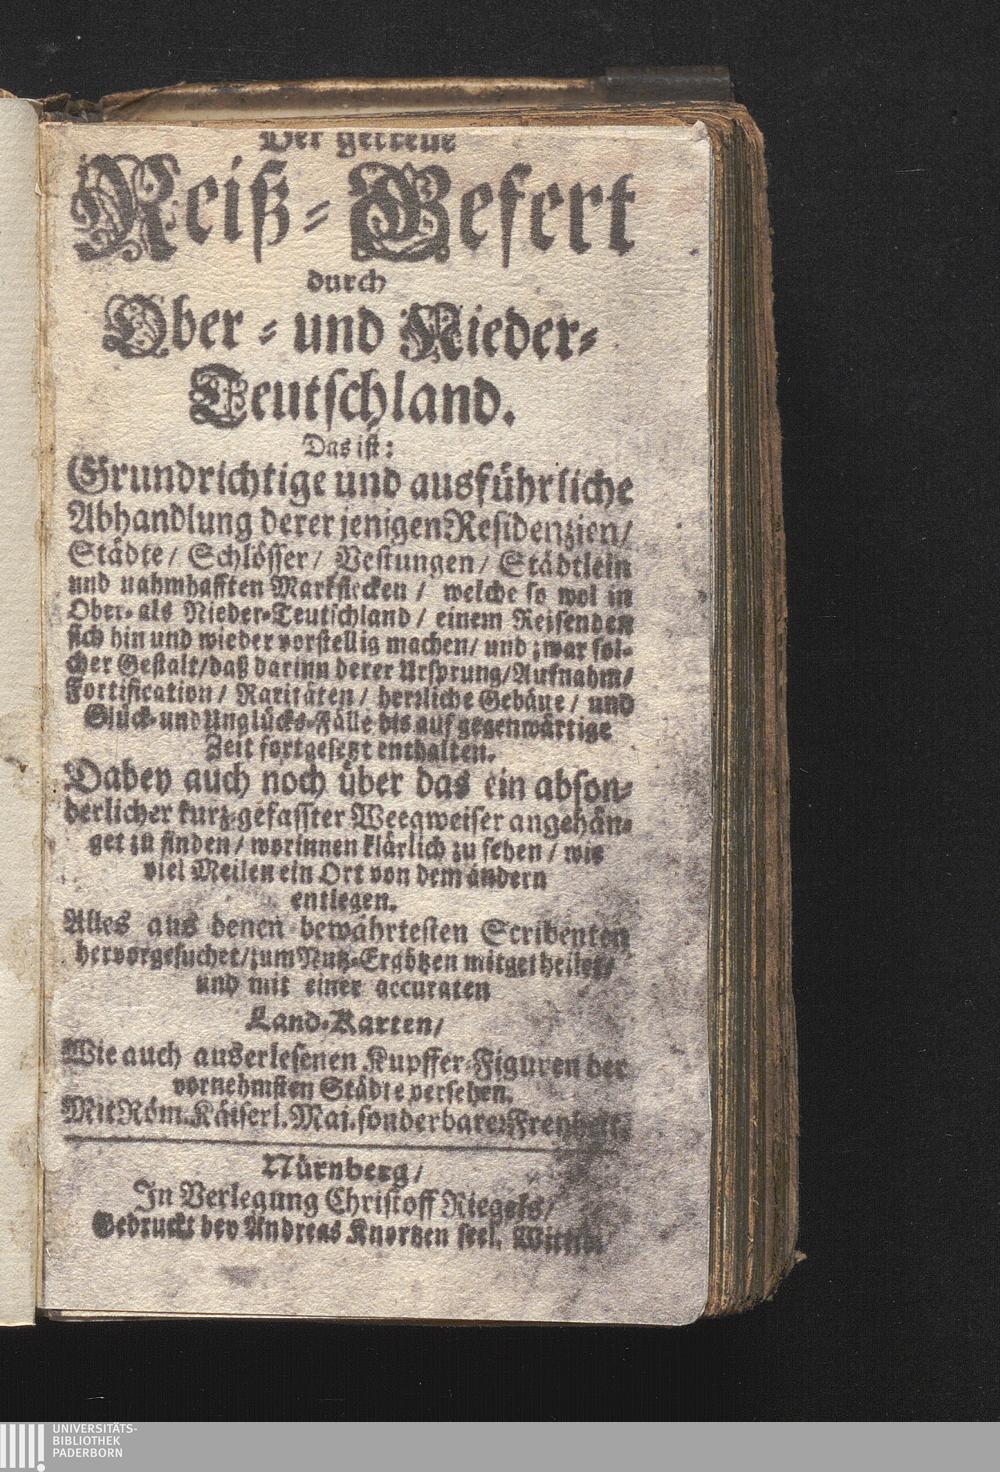 Der getreue
Reiß-Gefert
durch
Ober- und Nieder-
Teutschland.
Das ist:
Grundrichtige und ausführliche
Abhandlung derer jenigen Residentzien/
Städte/ Schlösser/ Vestungen/ Städtlein
und nahmhafften Marktflecken/ welche so wol in
Ober- als Nieder-Teutschland/ einem Reisenden
sich hin und wieder vorstellig machen/ und zwar sol-
cher Gestalt/ daß darinn derer Ursprung/ Aufnahm/
Fortification/ Raritäten/ herrliche Gebäue/ und
Glück- und Unglücks-Fälle bis auf gegenwärtige
Zeit fortgesetzt enthalten.
Dabey auch noch über das ein abson-
derlicher kurz-gefasster Weegweiser angehän-
get zu finden/ worinnen klärlich zu sehen/ wie
viel Meilen ein Ort von dem andern
entlegen.
Alles aus denen bewährtesten Scribenten
hervorgesuchet/ zum Nutz-Ergötzen mitgetheilet/
und mit einer accuraten
Land-Karten/
Wie auch auserlesenen Kupffer-Figuren der
vornehmsten Städte versehen.
Mit Röm. Käiserl. Maj. sonderbarer Freyheit.
Nürnberg/
In Verlegung Christoff Riegels/
Gedruckt bey Andreas Knortzen seel. Wittib.
UNIVERSITÄTS-
BIBLIOTHEK
PADERBORN